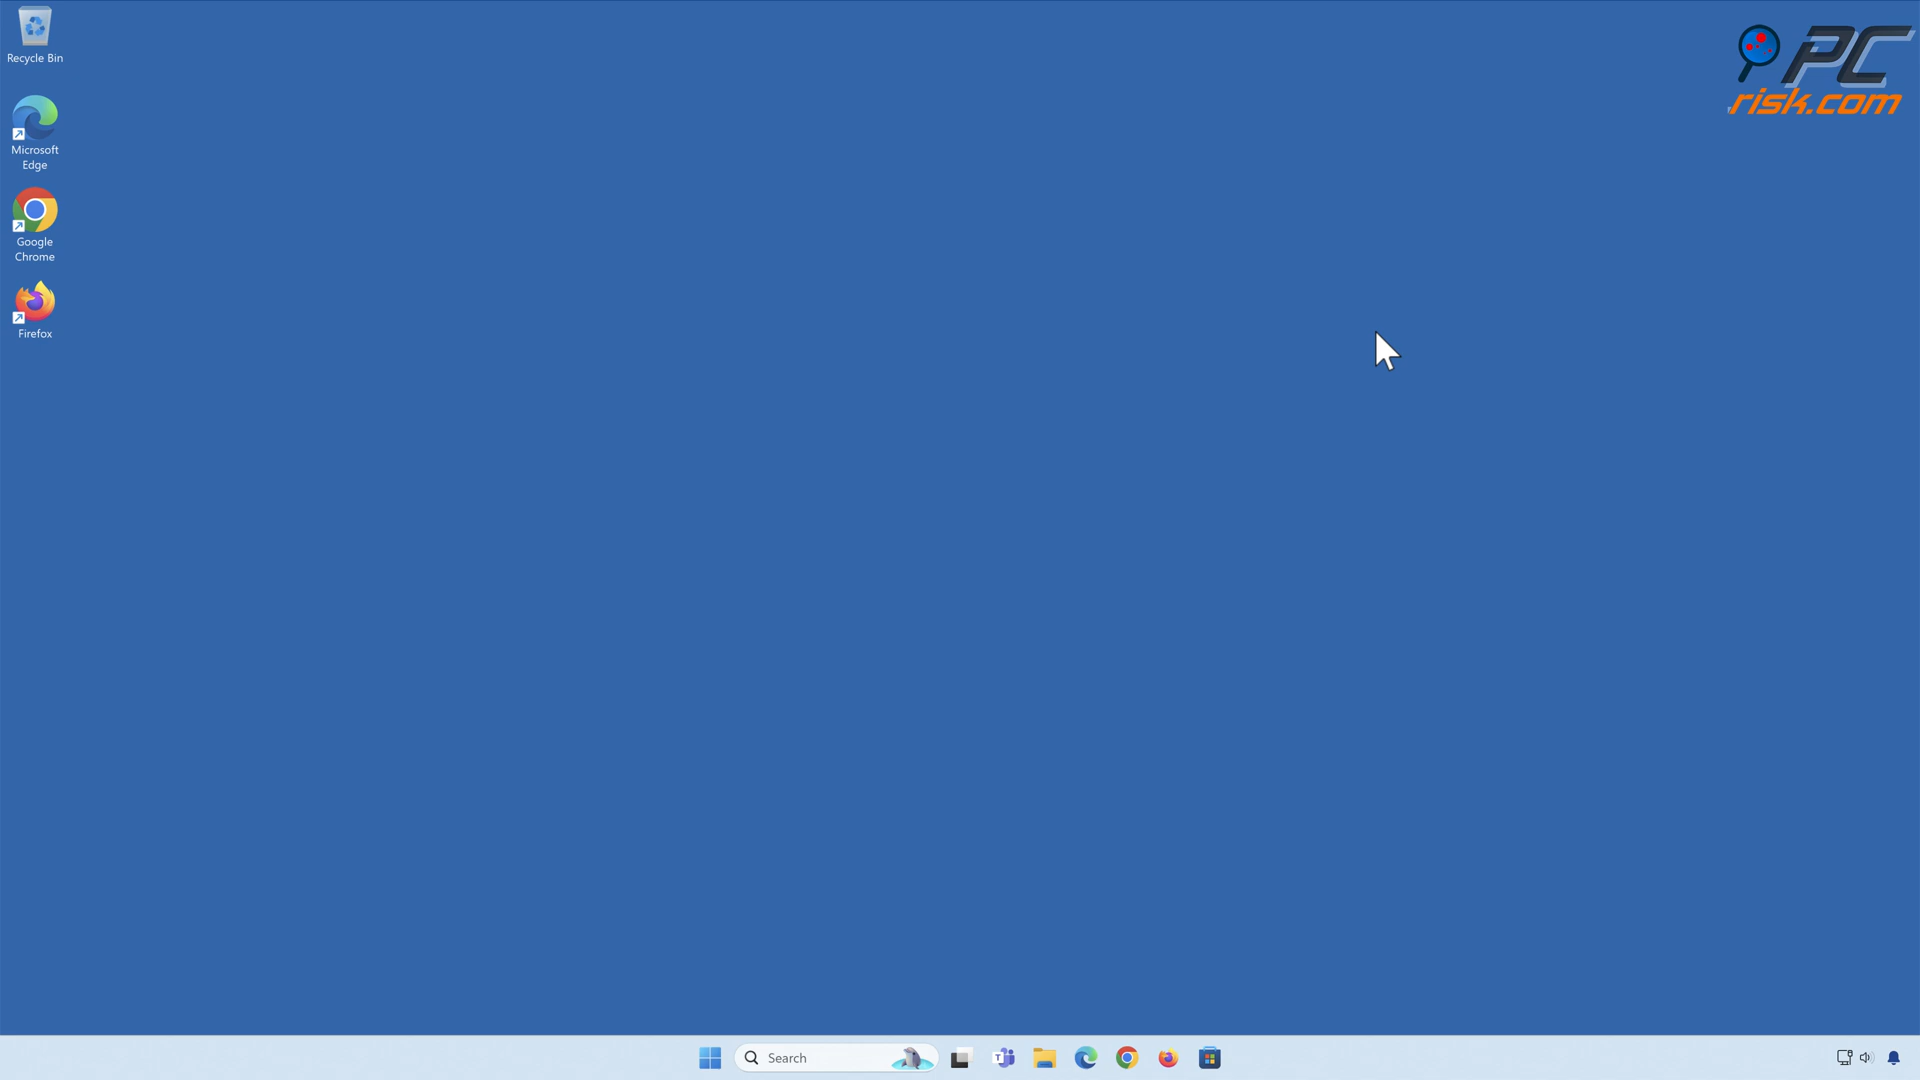 Recycle Bin
Microsoft
Edge
Google
Chrome
Firefox
PC
risk.com
Search